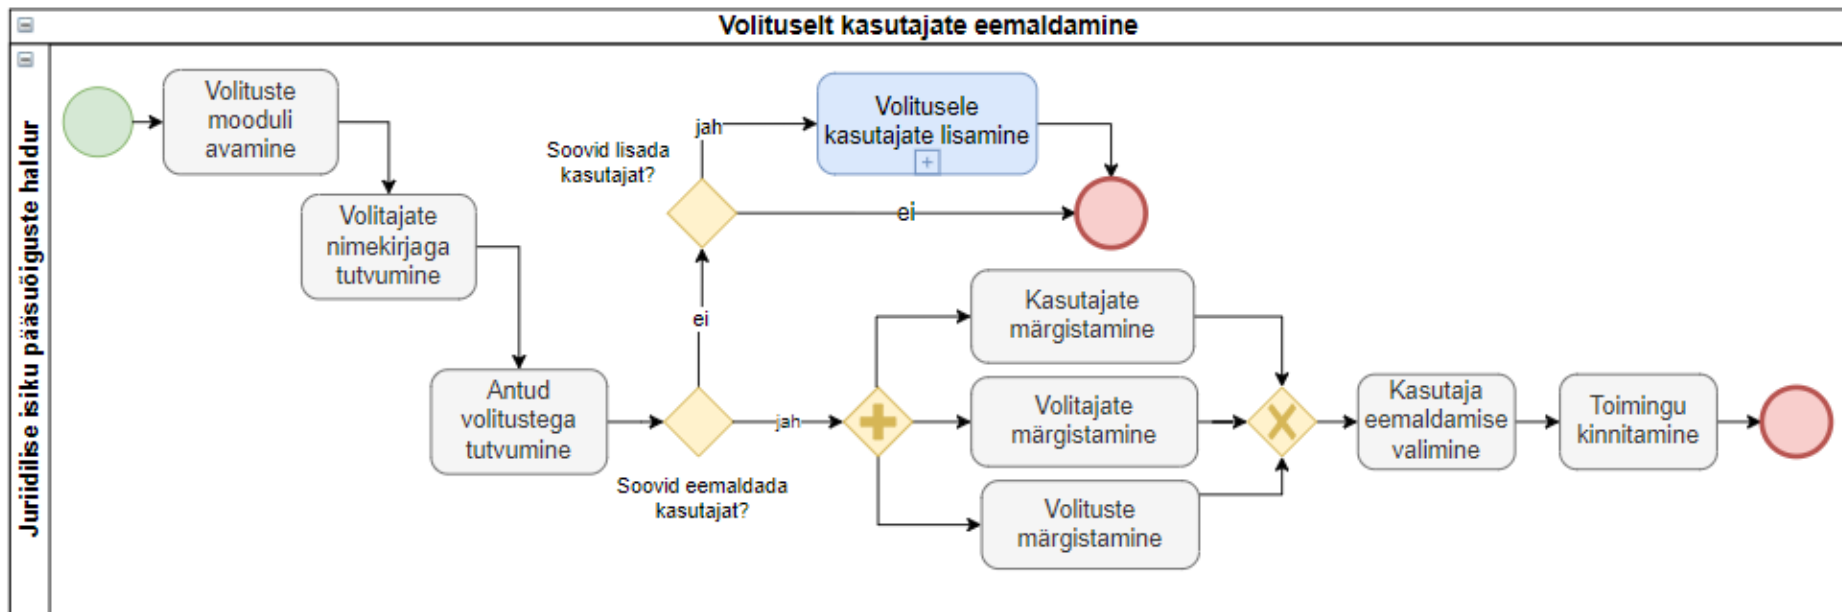 Volituselt kasutajate eemaldamine
Juriidilise isiku pääsuõiguste haldur
Volituste
mooduli
avamine
Volitajate
nimekirjaga
tutvumine
Antud
volitustega
tutvumine
Soovid eemaldada
kasutajat?
ei
jah
Soovid lisada
kasutajat?
jah
ei
Volitusele
kasutajate lisamine
Kasutajate
märgistamine
Volitajate
märgistamine
Volituste
märgistamine
Kasutaja
eemaldamise
valimine
Toimingu
kinnitamine